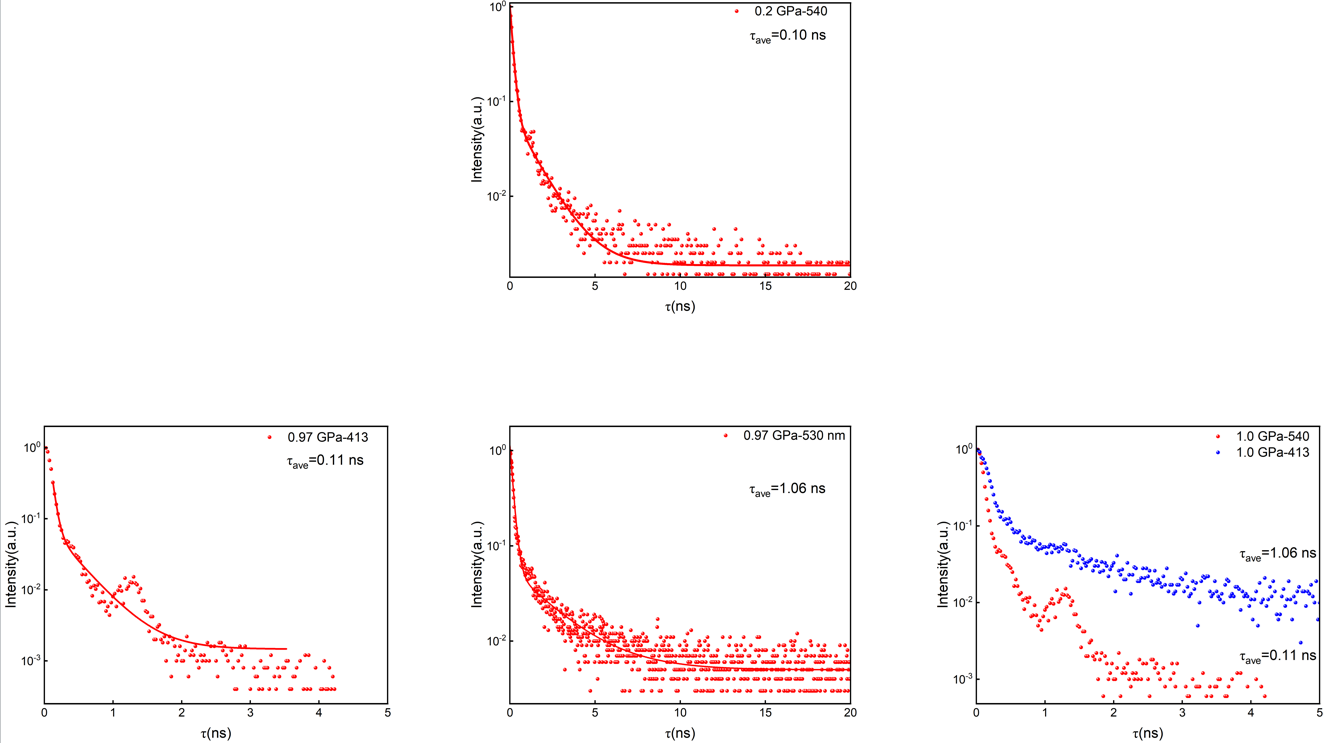 10⁰
0.2 GPa-540
τave=0.10 ns
10⁻¹
Intensity(a.u.)
10⁻²
0 5 10 15 20
τ(ns)
10⁰
0.97 GPa-413
τave=0.11 ns
10⁻¹
Intensity(a.u.)
10⁻²
10⁻³
0 1 2 3 4 5
τ(ns)
10⁰
0.97 GPa-530 nm
τave=1.06 ns
10⁻¹
Intensity(a.u.)
10⁻²
0 5 10 15 20
τ(ns)
1.0 GPa-540
10⁰
1.0 GPa-413
10⁻¹
τave=1.06 ns
Intensity(a.u.)
10⁻²
τave=0.11 ns
10⁻³
0 1 2 3 4 5
τ(ns)